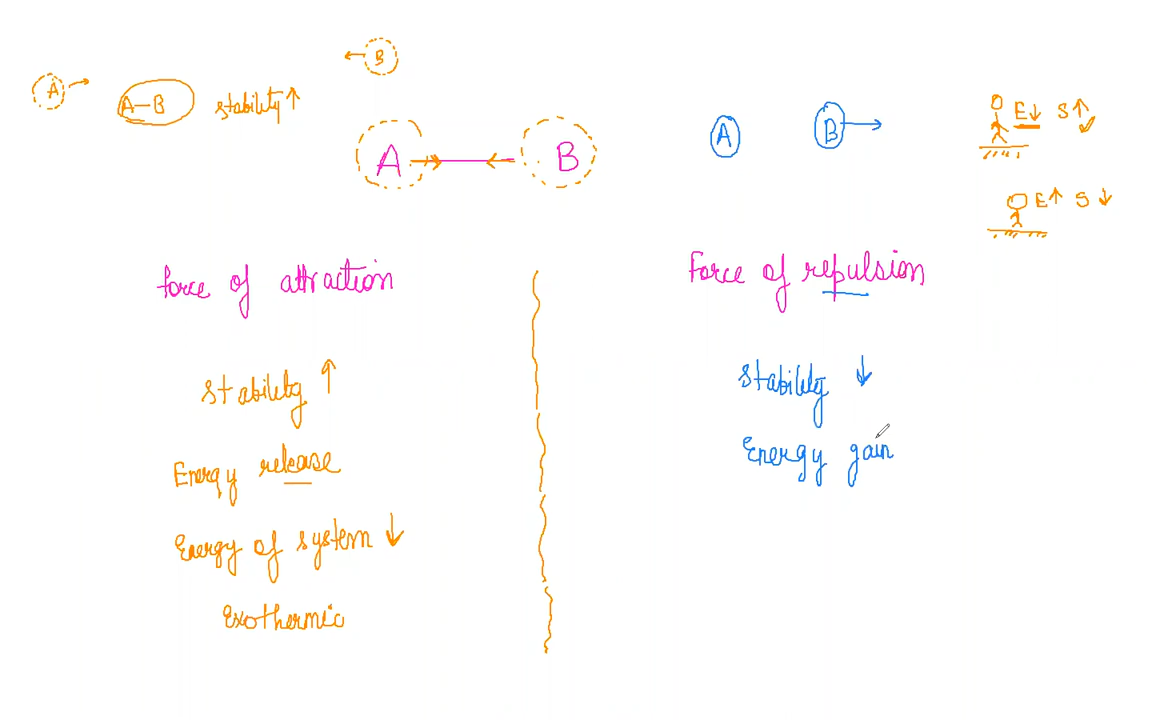 B
A
A-B stability↑
A B
A B
E↓ S↑
E↑ S↓
force of attraction
Stability ↑
Energy release
Energy of system ↓
Exothermic
Force of repulsion
Stability ↓
Energy gain